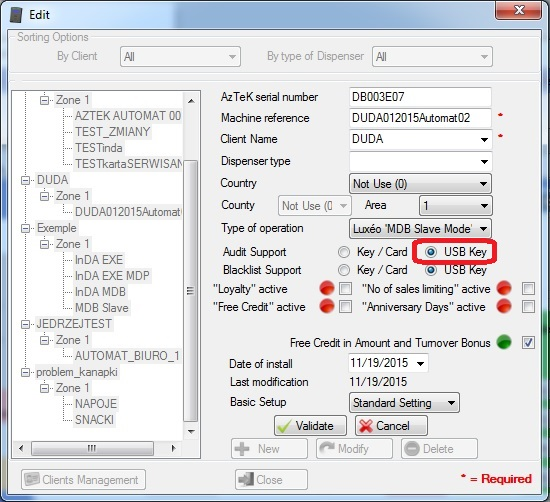 Edit
Sorting Options
By Client All By type of Dispenser All
Zone 1
AZTEK AUTOMAT 00
TEST_ZMIANY
TESTinda
TESTkartaSERWISAN
DUDA
Zone 1
DUDA012015Automat
Exemple
Zone 1
InDA EXE
InDA EXE MDP
InDA MDB
MDB Slave
JEDRZEJTEST
Zone 1
AUTOMAT_BIURO_1
problem_kanapki
Zone 1
NAPOJE
SNACKI
AzTeK serial number DB003E07
Machine reference DUDA012015Automat02 *
Client Name DUDA *
Dispenser type
Country Not Use (0)
County Not Use (0) Area 1
Type of operation Luxéo 'MDB Slave Mode'
Audit Support Key / Card USB Key
Blacklist Support Key / Card USB Key
"Loyalty" active "No of sales limiting" active
"Free Credit" active "Anniversary Days" active
Free Credit in Amount and Turnover Bonus
Date of install 11/19/2015
Last modification 11/19/2015
Basic Setup Standard Setting
Validate Cancel
New Modify Delete
Clients Management Close * = Required